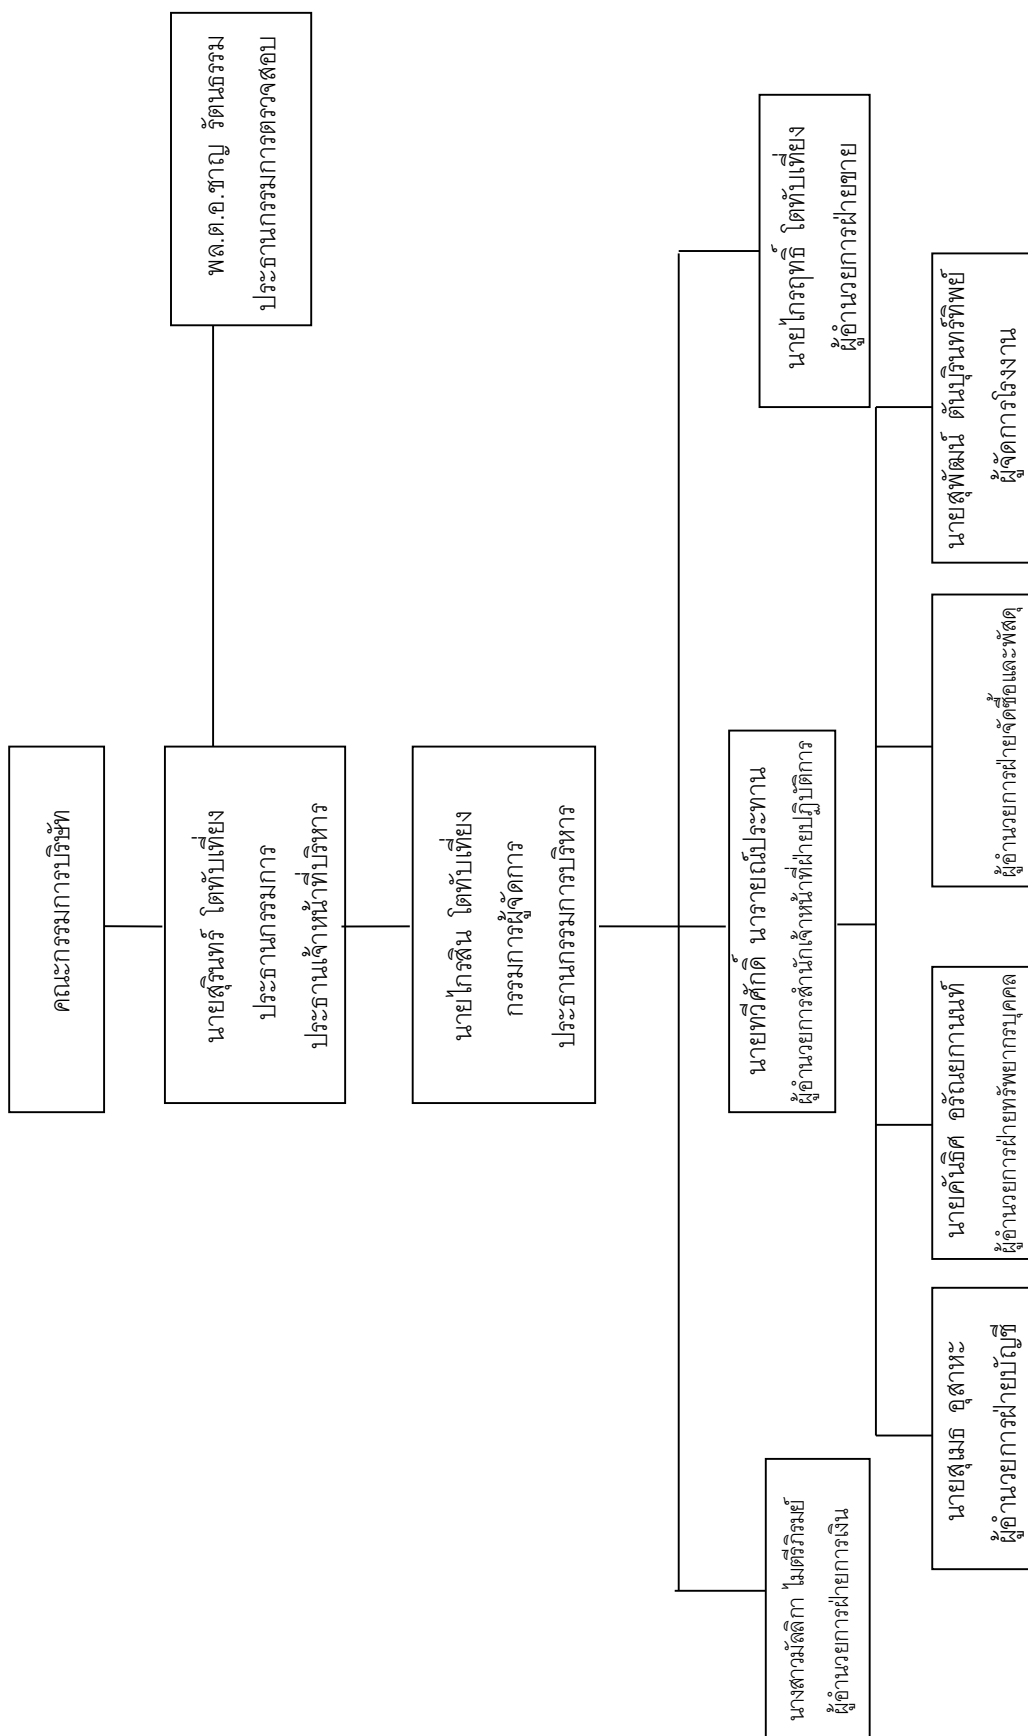 คณะกรรมการบริษัท
นายสุรินทร์ โตทับเที่ยง
ประธานกรรมการ
ประธานเจ้าหน้าที่บริหาร
พล.ต.อ.ชาญ รัตนธรรม
ประธานกรรมการตรวจสอบ
นายไกรสิน โตทับเที่ยง
กรรมการผู้จัดการ
ประธานกรรมการบริหาร
นางสาวมัลลิกา ไมตรีภิรมย์
ผู้อำนวยการฝ่ายการเงิน
นายทวีศักดิ์ นารายณ์ประทาน
ผู้อำนวยการสำนักเจ้าหน้าที่ฝ่ายปฏิบัติการ
นายไกรฤทธิ์ โตทับเที่ยง
ผู้อำนวยการฝ่ายขาย
นายสุเมธ อุสาหะ
ผู้อำนวยการฝ่ายบัญชี
นายคันธิศ อรัณยกานนท์
ผู้อำนวยการฝ่ายทรัพยากรบุคคล
ผู้อำนวยการฝ่ายจัดซื้อและพัสดุ
นายสุพัฒน์ ตันบุรินทร์ทิพย์
ผู้จัดการโรงงาน